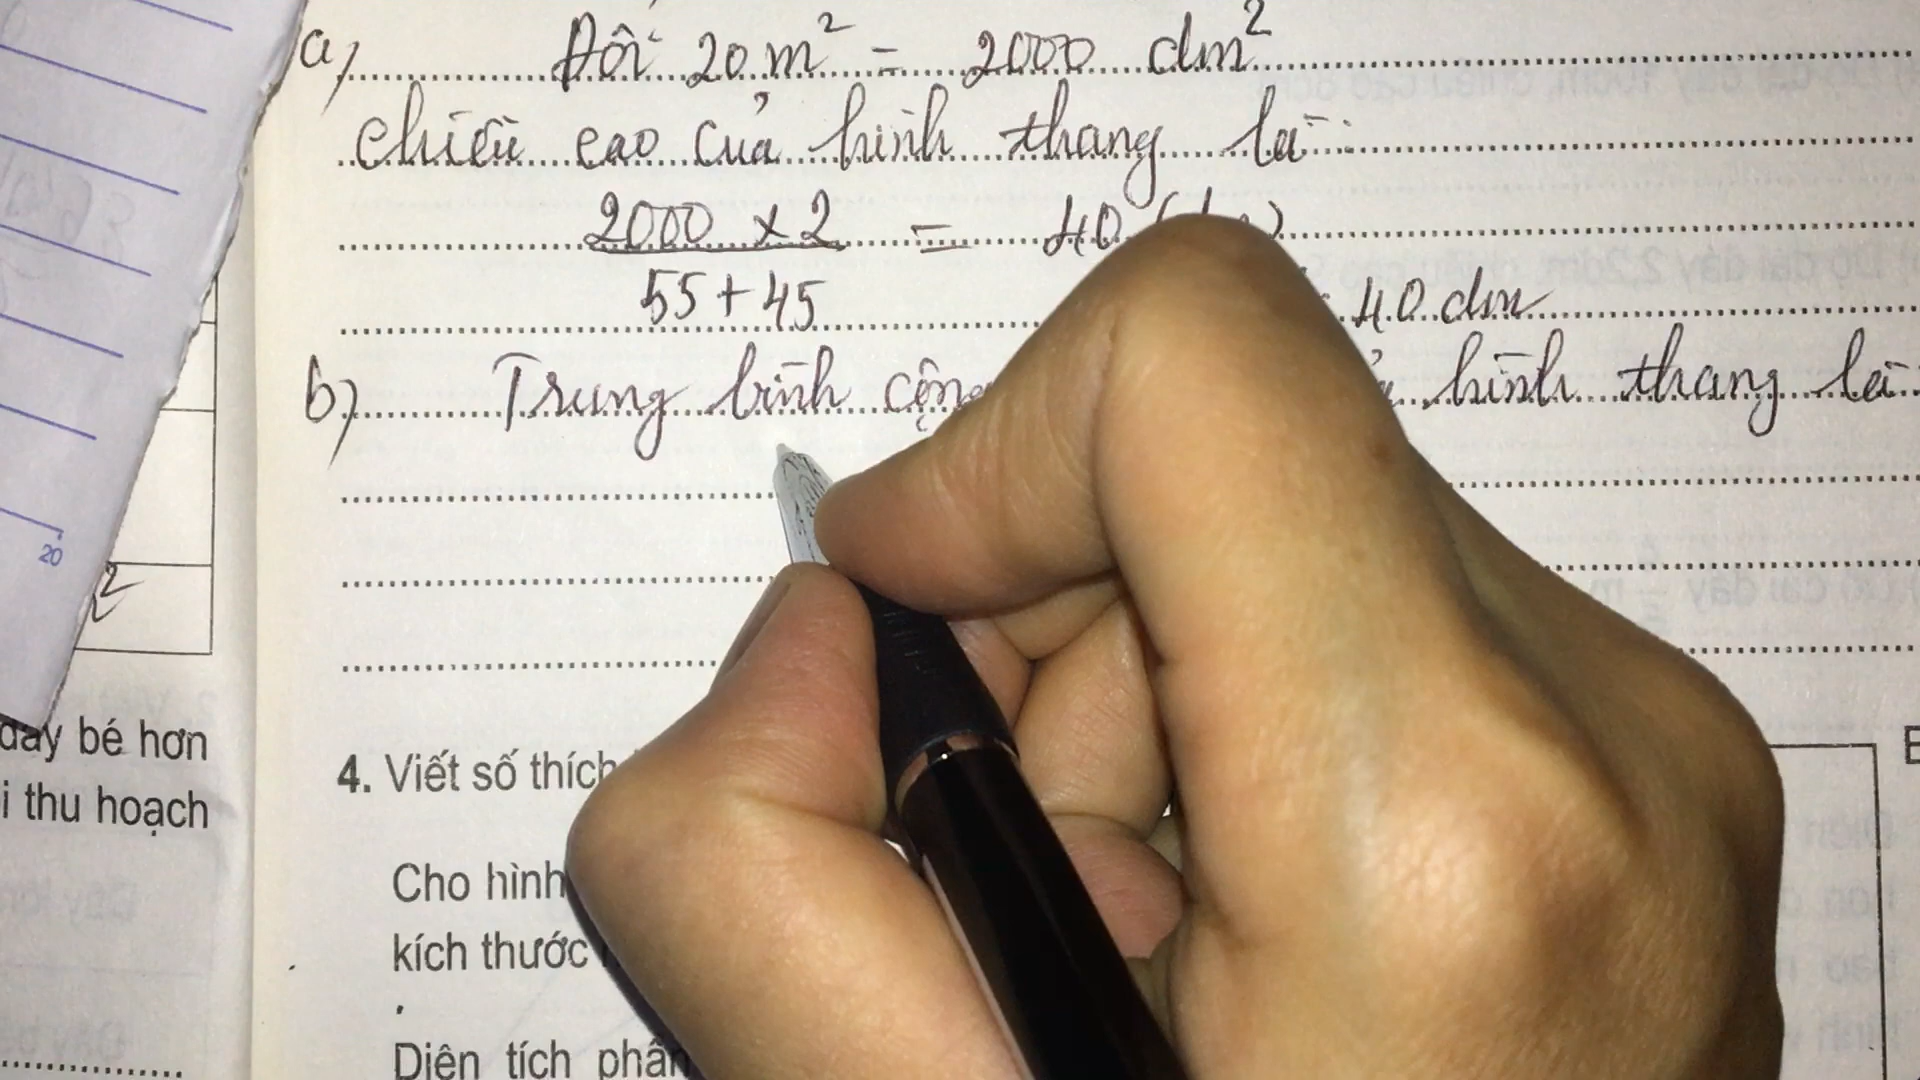 a) Đổi 20 m² = 2000 dm²
chiều cao của hình thang là:
2000 x 2 = 40
55 + 45
40 dm
b) Trung bình cộng hình thang là:
20
2
dáy bé hơn
i thu hoạch
4. Viết số thích
Cho hình
kích thước
Diện tích phần